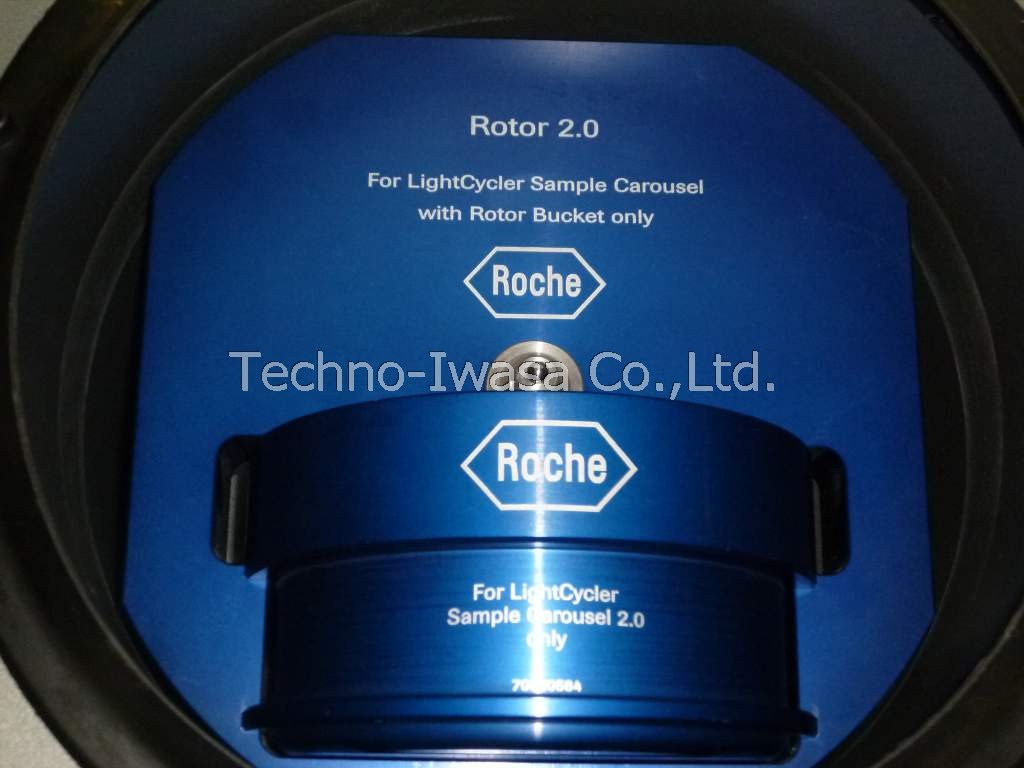 Rotor 2.0
For LightCycler Sample Carousel
with Rotor Bucket only
Roche
Techno-Iwasa Co.,Ltd.
Roche
For LightCycler
Sample Carousel 2.0
only